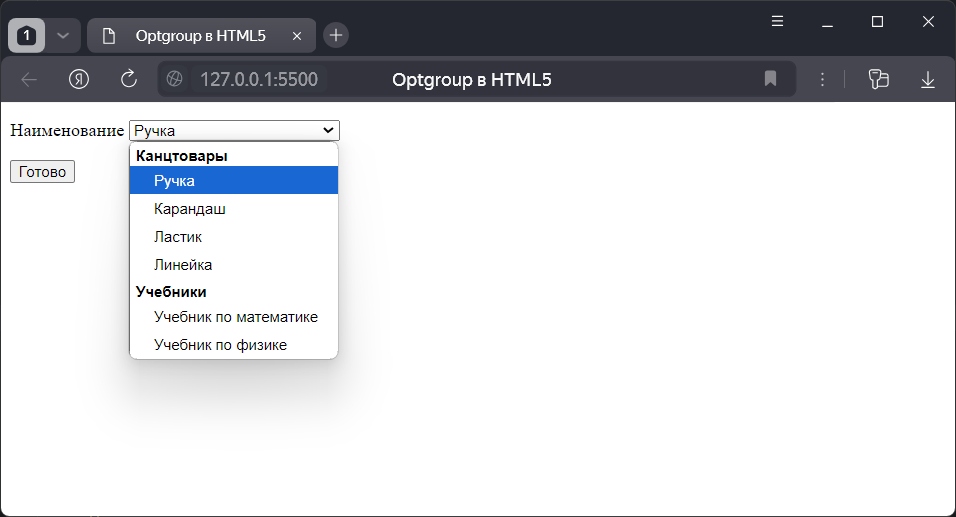 1
Optgroup в HTML5
Я
127.0.0.1:5500
Optgroup в HTML5
Наименование
Ручка
Готово
Канцтовары
Ручка
Карандаш
Ластик
Линейка
Учебники
Учебник по математике
Учебник по физике